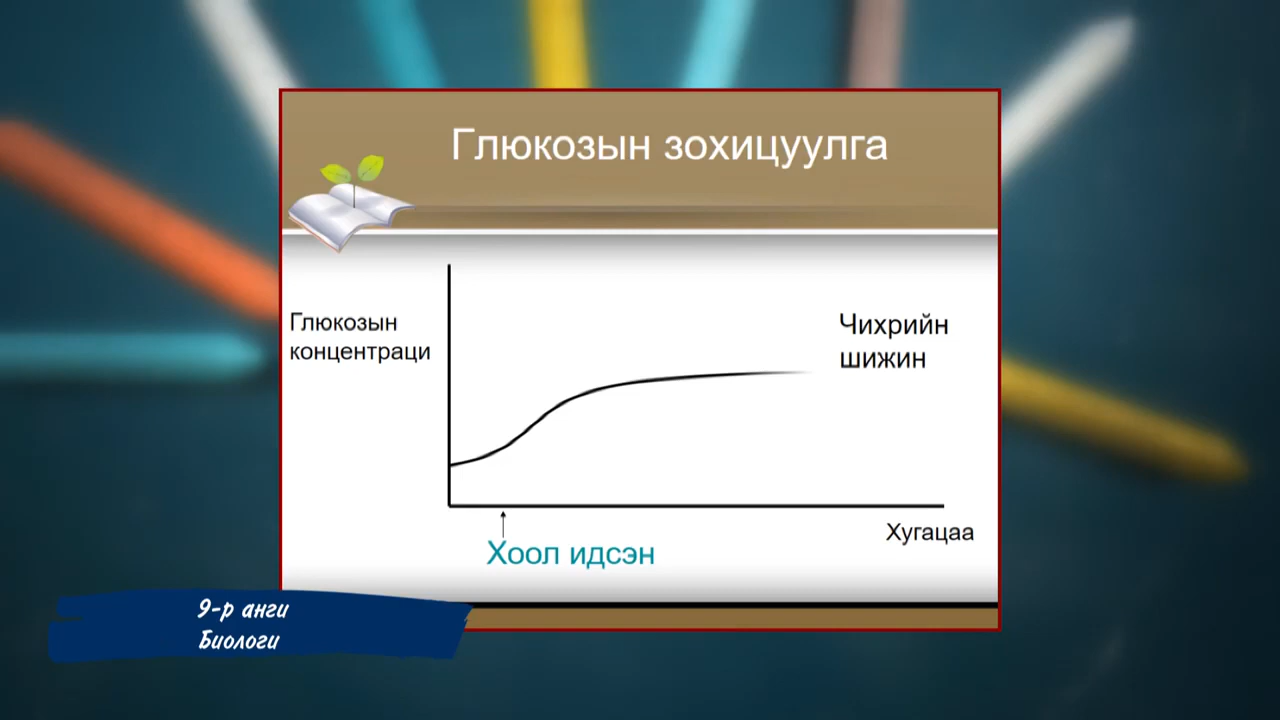 Глюкозын зохицуулга
Глюкозын
концентраци
Чихрийн
шижин
Хугацаа
Хоол идсэн
9-р анги
Биологи